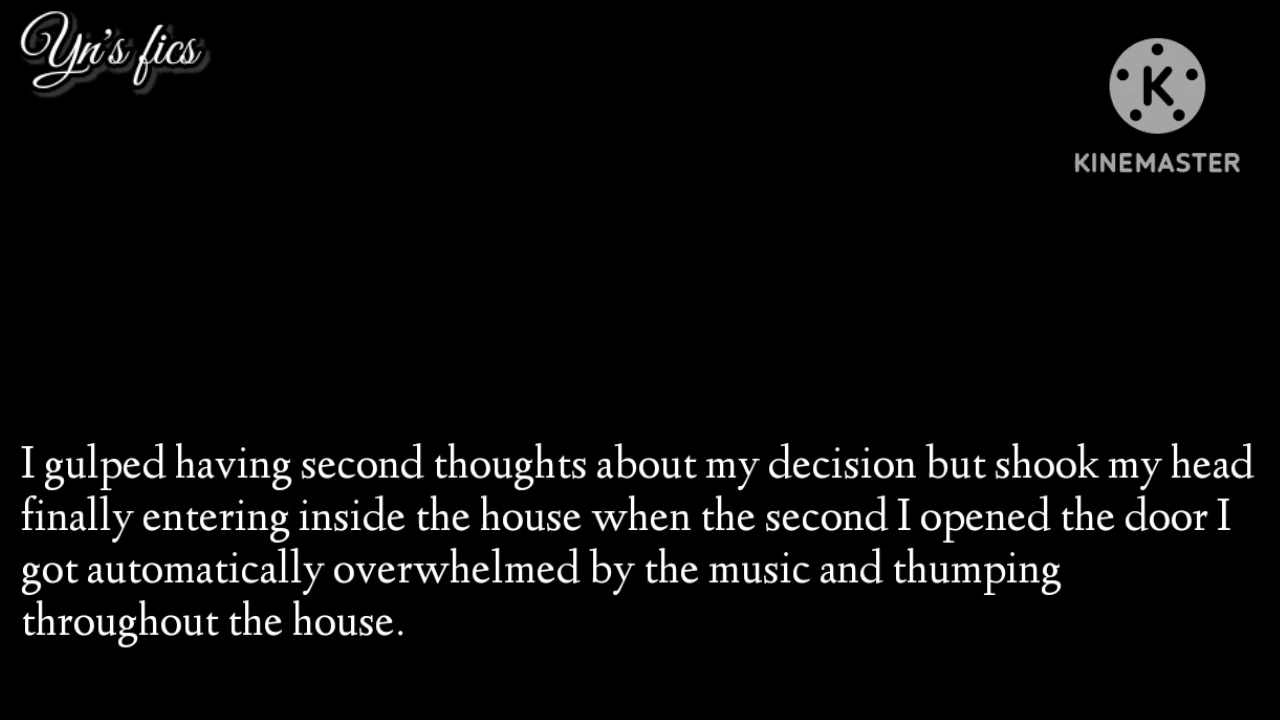 Yn's fics
K
KINEMASTER
I gulped having second thoughts about my decision but shook my head
finally entering inside the house when the second I opened the door I
got automatically overwhelmed by the music and thumping
throughout the house.